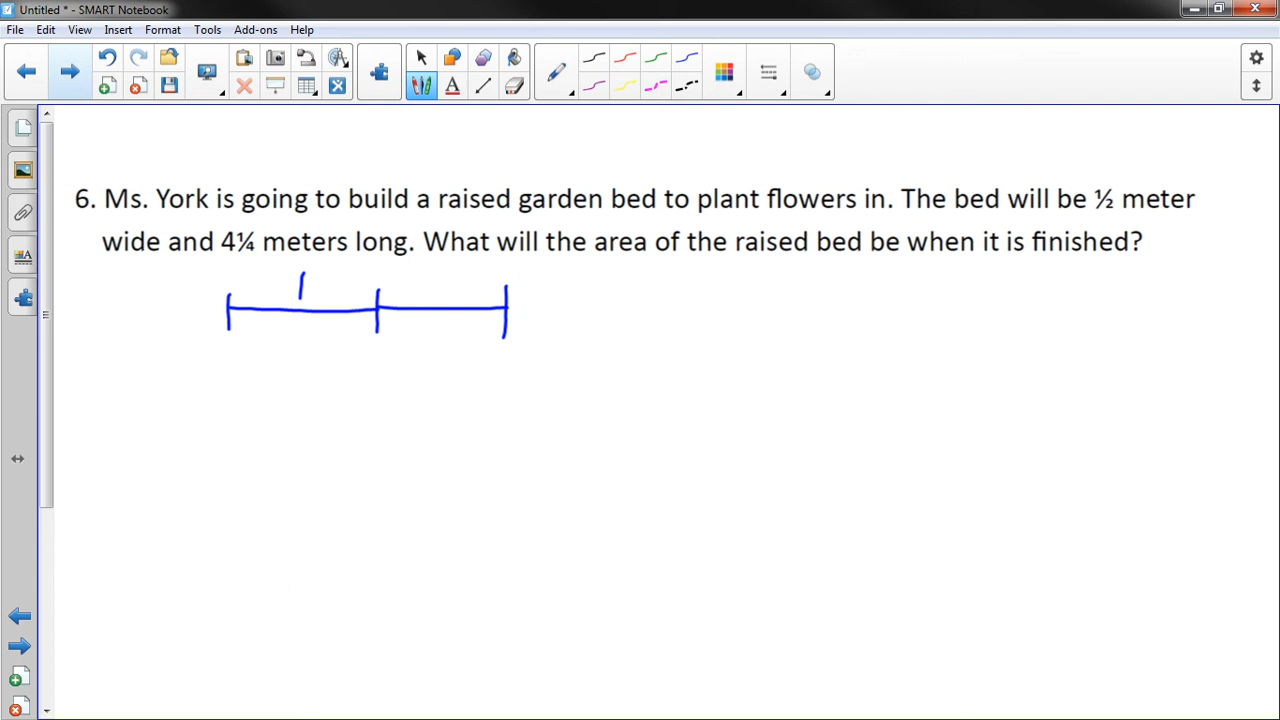 Untitled * - SMART Notebook
File Edit View Insert Format Tools Add-ons Help
6. Ms. York is going to build a raised garden bed to plant flowers in. The bed will be ½ meter
wide and 4¼ meters long. What will the area of the raised bed be when it is finished?
1